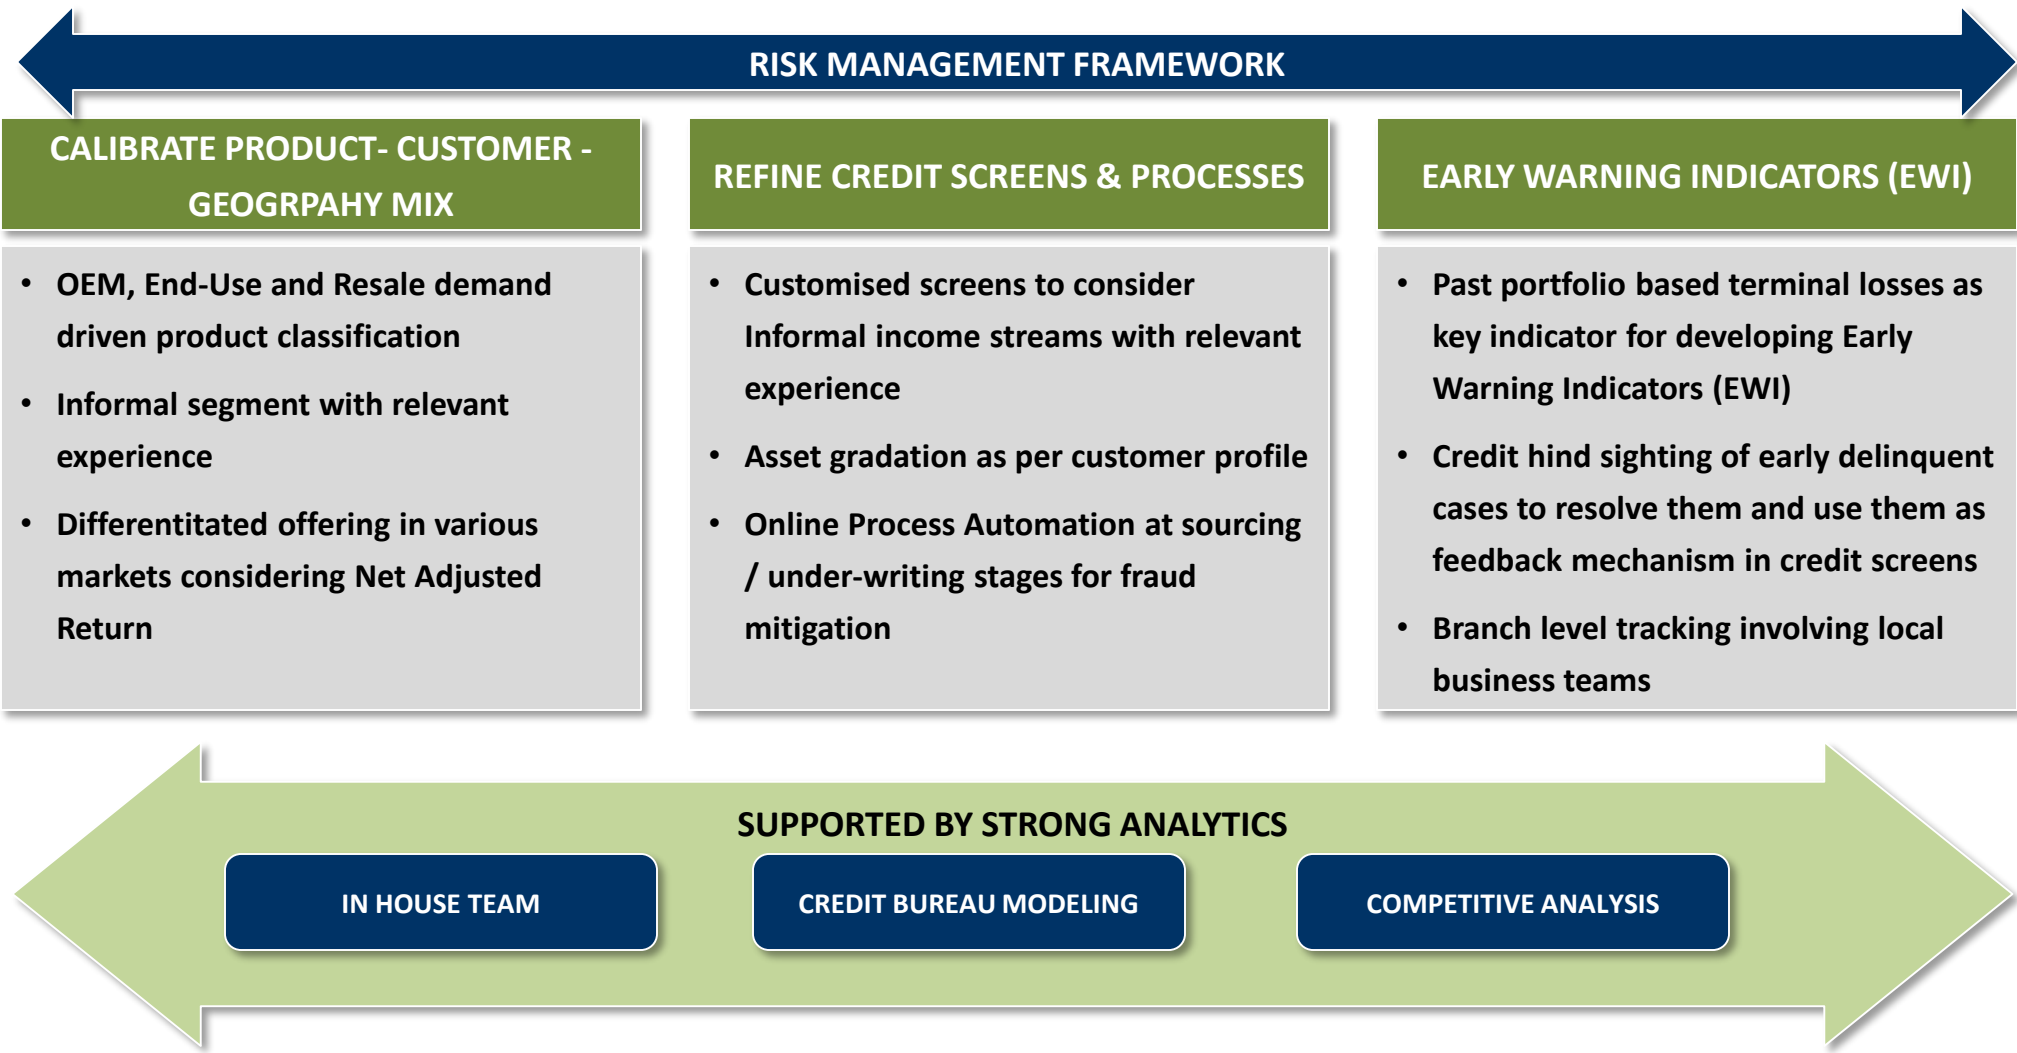 RISK MANAGEMENT FRAMEWORK
CALIBRATE PRODUCT- CUSTOMER -
GEOGRPAHY MIX
• OEM, End-Use and Resale demand
driven product classification
• Informal segment with relevant
experience
• Differentitated offering in various
markets considering Net Adjusted
Return
REFINE CREDIT SCREENS & PROCESSES
• Customised screens to consider
Informal income streams with relevant
experience
• Asset gradation as per customer profile
• Online Process Automation at sourcing
/ under-writing stages for fraud
mitigation
EARLY WARNING INDICATORS (EWI)
• Past portfolio based terminal losses as
key indicator for developing Early
Warning Indicators (EWI)
• Credit hind sighting of early delinquent
cases to resolve them and use them as
feedback mechanism in credit screens
• Branch level tracking involving local
business teams
SUPPORTED BY STRONG ANALYTICS
IN HOUSE TEAM
CREDIT BUREAU MODELING
COMPETITIVE ANALYSIS